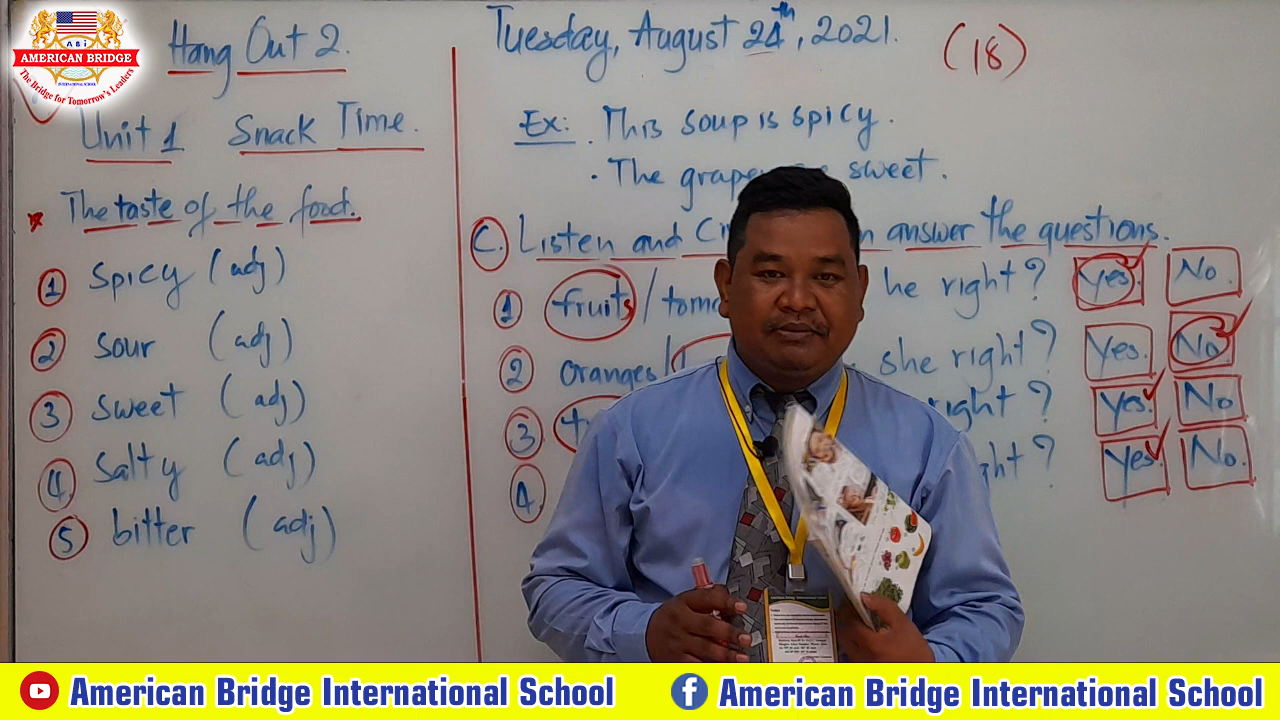 A B i
AMERICAN BRIDGE
INTERNATIONAL SCHOOL
The Bridge for Tomorrow's Leaders
Hang Out 2.
Unit 1 Snack Time.
The taste of the food.
1 Spicy (adj)
2 sour (adj)
3 sweet (adj)
4. Salty (adj)
5 bitter (adj)
Tuesday, August 24th, 2021.
(18)
Ex: . This soup is spicy.
. The grape sweet.
C. Listen and answer the questions.
1 fruits / he right? Yes. No.
2 oranges / she right? Yes. No.
3 right? Yes. No
4. ? Yes. No.
American Bridge International School
American Bridge International School